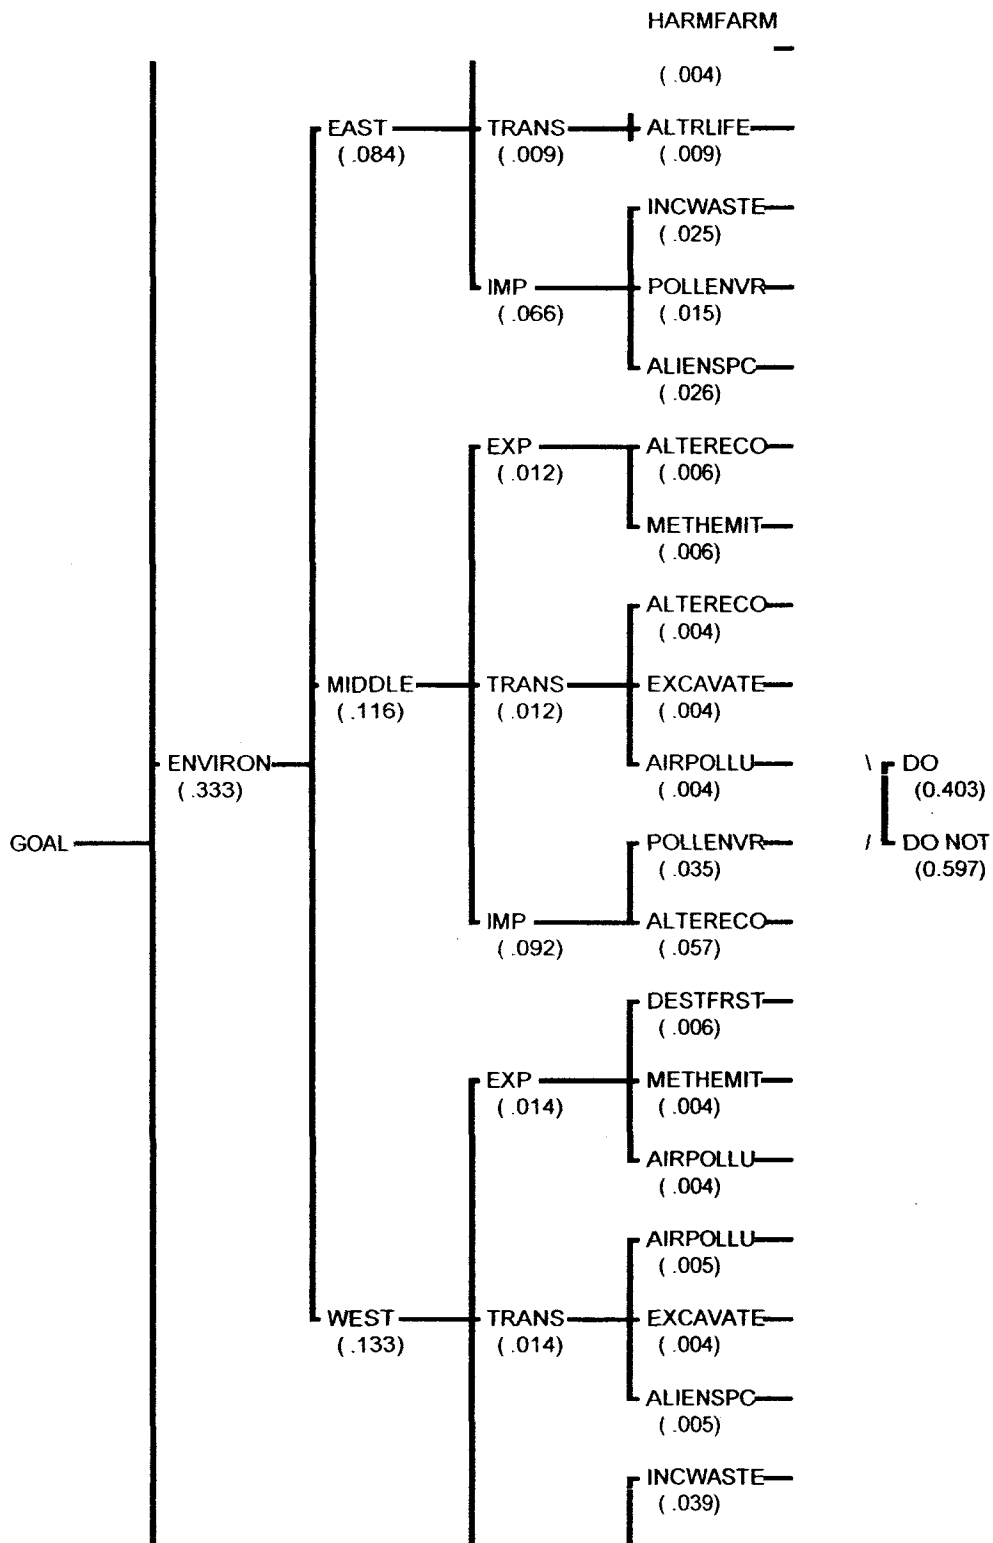 HARMFARM
( .004)
EAST TRANS ALTRLIFE
( .084) ( .009) ( .009)
INCWASTE
( .025)
IMP POLLENVR
( .066) ( .015)
ALIENSPC
( .026)
EXP ALTERECO
( .012) ( .006)
METHEMIT
( .006)
ALTERECO
( .004)
MIDDLE TRANS EXCAVATE
( .116) ( .012) ( .004)
ENVIRON AIRPOLLU \ DO
( .333) ( .004) (0.403)
GOAL POLLENVR / DO NOT
( .035) (0.597)
IMP ALTERECO
( .092) ( .057)
DESTFRST
( .006)
EXP METHEMIT
( .014) ( .004)
AIRPOLLU
( .004)
AIRPOLLU
( .005)
WEST TRANS EXCAVATE
( .133) ( .014) ( .004)
ALIENSPC
( .005)
INCWASTE
( .039)